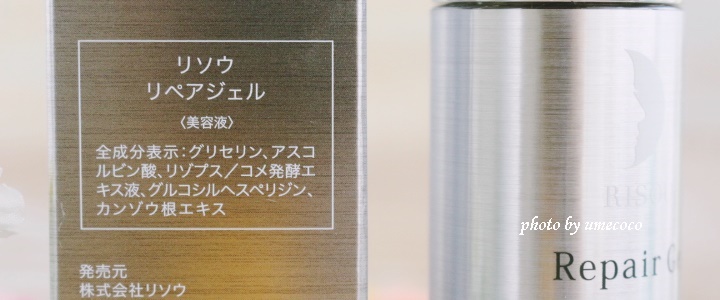 リソウ
リペアジェル
〈美容液〉
全成分表示：グリセリン、アスコ
ルビン酸、リゾプス／コメ発酵エ
キス液、グルコシルヘスペリジン、
カンゾウ根エキス
発売元
株式会社リソウ
photo by umecoco
Repair